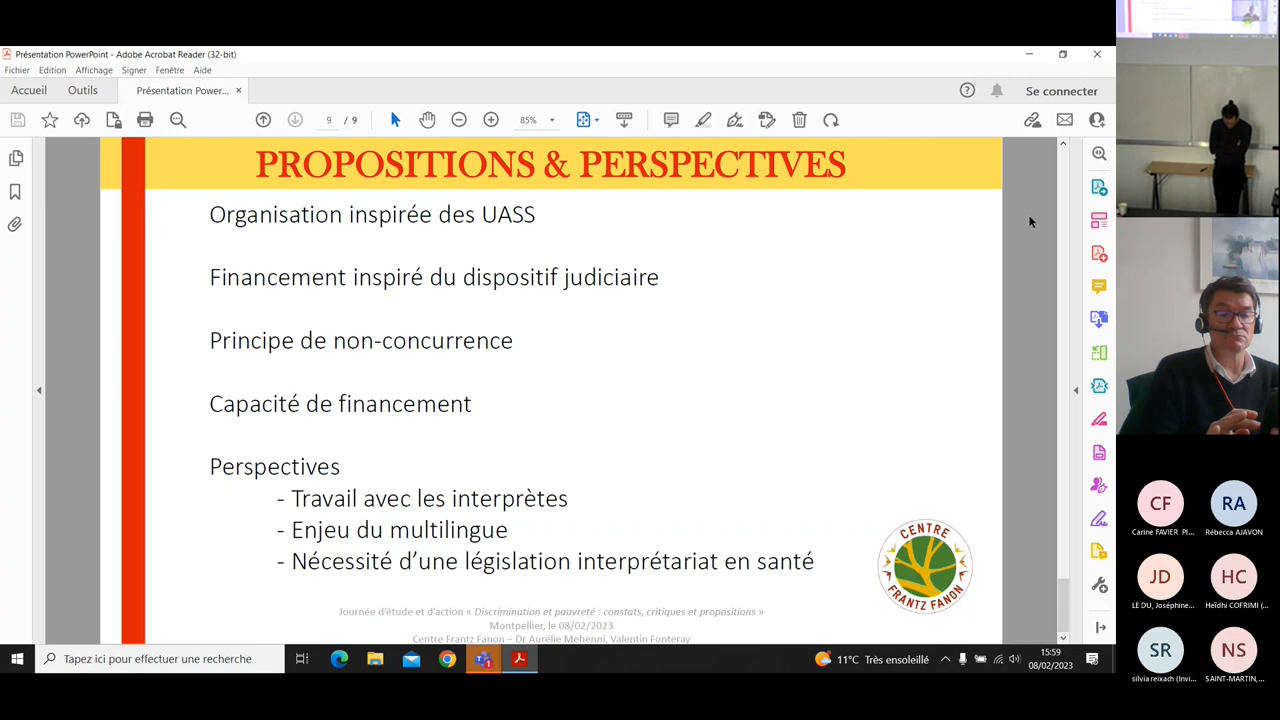 Présentation PowerPoint - Adobe Acrobat Reader (32-bit)
Fichier Edition Affichage Signer Fenêtre Aide
Accueil Outils Présentation Power... × Se connecter
9 / 9 85%
PROPOSITIONS & PERSPECTIVES
Organisation inspirée des UASS
Financement inspiré du dispositif judiciaire
Principe de non-concurrence
Capacité de financement
Perspectives
- Travail avec les interprètes
- Enjeu du multilingue
- Nécessité d'une législation interprétariat en santé
CENTRE
FRANTZ FANON
Journée d'étude et d'action « Discrimination et pauvreté : constats, critiques et propositions »
Montpellier, le 08/02/2023
Centre Frantz Fanon – Dr Aurélie Mehenni, Valentin Fonteray
Tapez ici pour effectuer une recherche
11°C Très ensoleillé
15:59
08/02/2023
CF RA
Carine FAVIER Pl... Rébecca AJAVON
JD HC
LE DU, Joséphine... Heïdhi COFRIMI (...
SR NS
silvia reixach (Invi... SAINT-MARTIN,...